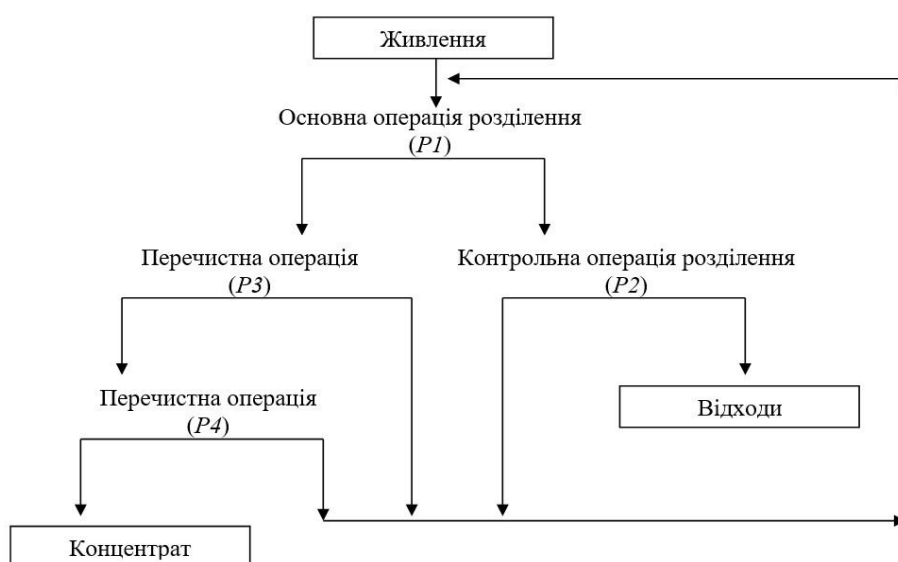 Живлення
Основна операція розділення
(P1)
Перечистна операція
(P3)
Контрольна операція розділення
(P2)
Перечистна операція
(P4)
Відходи
Концентрат